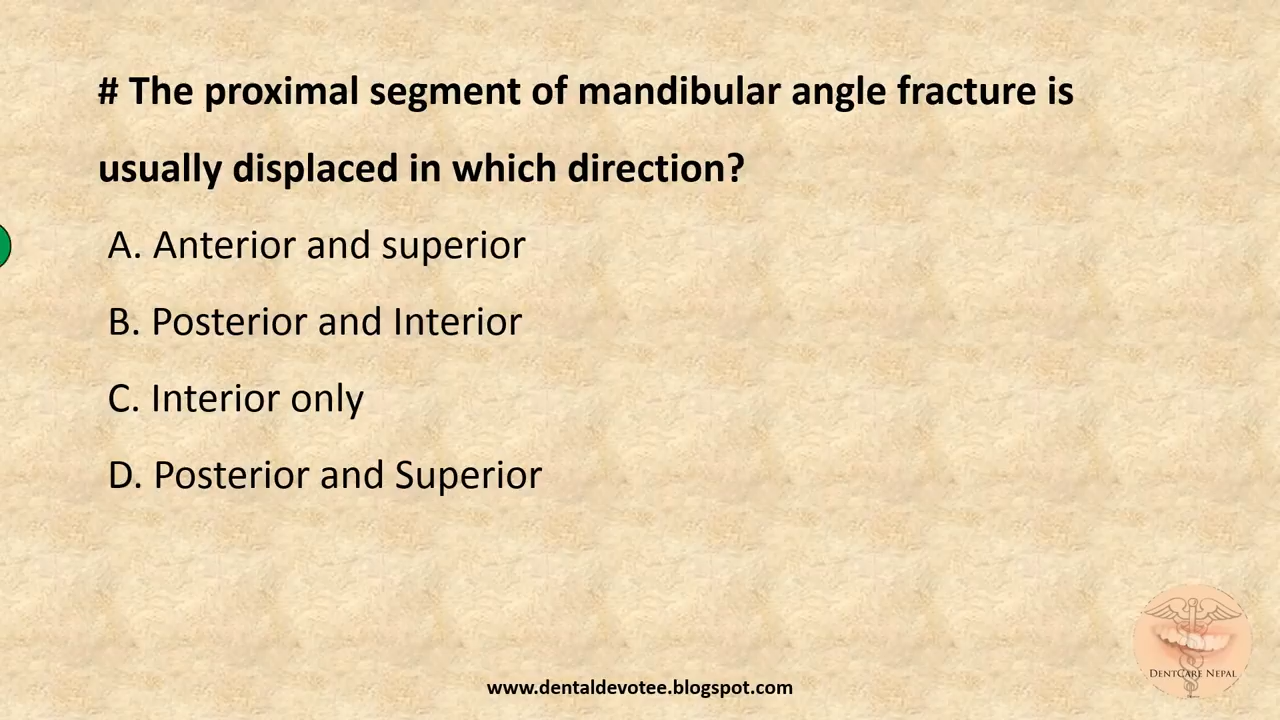 # The proximal segment of mandibular angle fracture is
usually displaced in which direction?
A. Anterior and superior
B. Posterior and Interior
C. Interior only
D. Posterior and Superior
DentCare Nepal
www.dentaldevotee.blogspot.com